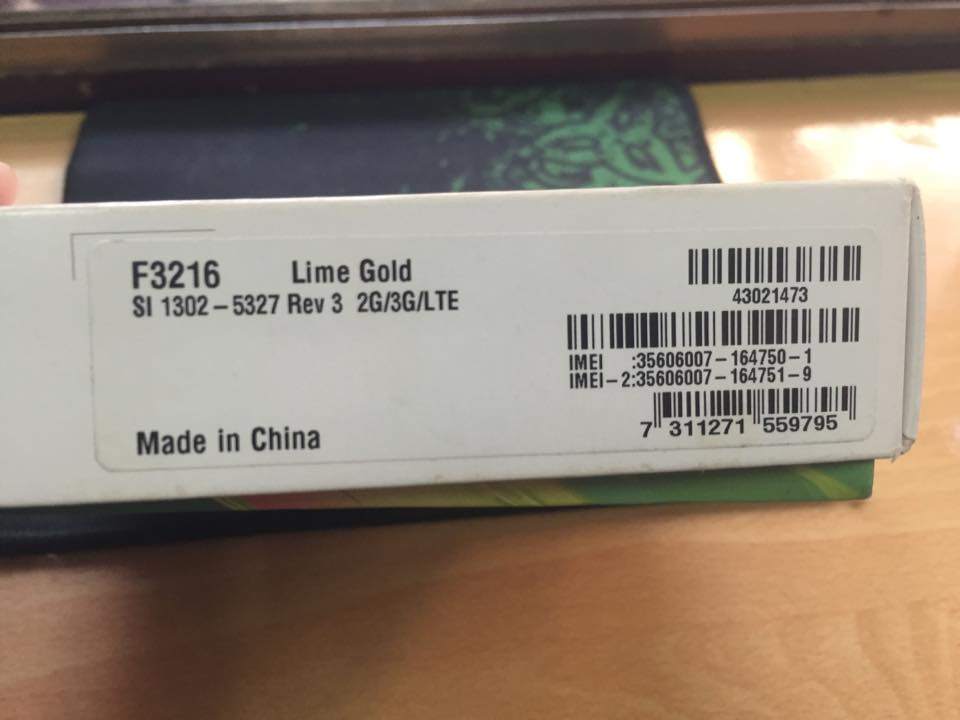 F3216 Lime Gold
SI 1302-5327 Rev 3 2G/3G/LTE
43021473
IMEI :35606007-164750-1
IMEI-2:35606007-164751-9
7 311271 559795
Made in China